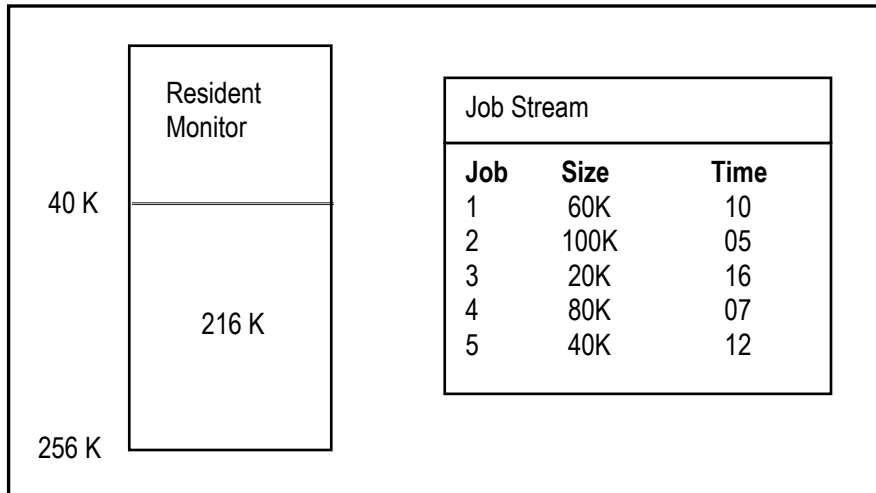 Resident
Monitor
40 K
216 K
256 K
Job Stream
Job Size Time
1 60K 10
2 100K 05
3 20K 16
4 80K 07
5 40K 12